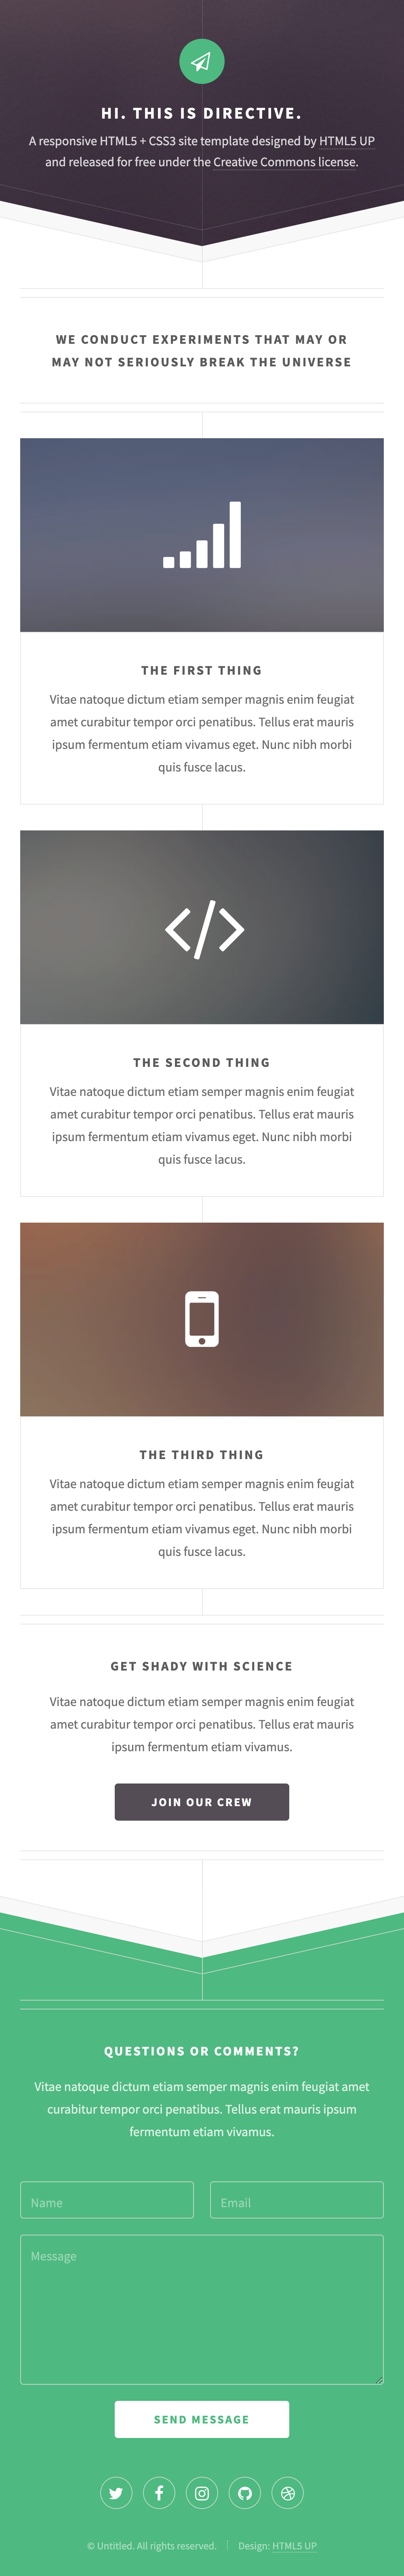 HI. THIS IS DIRECTIVE.
A responsive HTML5 + CSS3 site template designed by HTML5 UP
and released for free under the Creative Commons license.
WE CONDUCT EXPERIMENTS THAT MAY OR
MAY NOT SERIOUSLY BREAK THE UNIVERSE
THE FIRST THING
Vitae natoque dictum etiam semper magnis enim feugiat
amet curabitur tempor orci penatibus. Tellus erat mauris
ipsum fermentum etiam vivamus eget. Nunc nibh morbi
quis fusce lacus.
THE SECOND THING
Vitae natoque dictum etiam semper magnis enim feugiat
amet curabitur tempor orci penatibus. Tellus erat mauris
ipsum fermentum etiam vivamus eget. Nunc nibh morbi
quis fusce lacus.
THE THIRD THING
Vitae natoque dictum etiam semper magnis enim feugiat
amet curabitur tempor orci penatibus. Tellus erat mauris
ipsum fermentum etiam vivamus eget. Nunc nibh morbi
quis fusce lacus.
GET SHADY WITH SCIENCE
Vitae natoque dictum etiam semper magnis enim feugiat
amet curabitur tempor orci penatibus. Tellus erat mauris
ipsum fermentum etiam vivamus.
JOIN OUR CREW
QUESTIONS OR COMMENTS?
Vitae natoque dictum etiam semper magnis enim feugiat amet
curabitur tempor orci penatibus. Tellus erat mauris ipsum
fermentum etiam vivamus.
Name
Email
Message
SEND MESSAGE
© Untitled. All rights reserved. Design: HTML5 UP